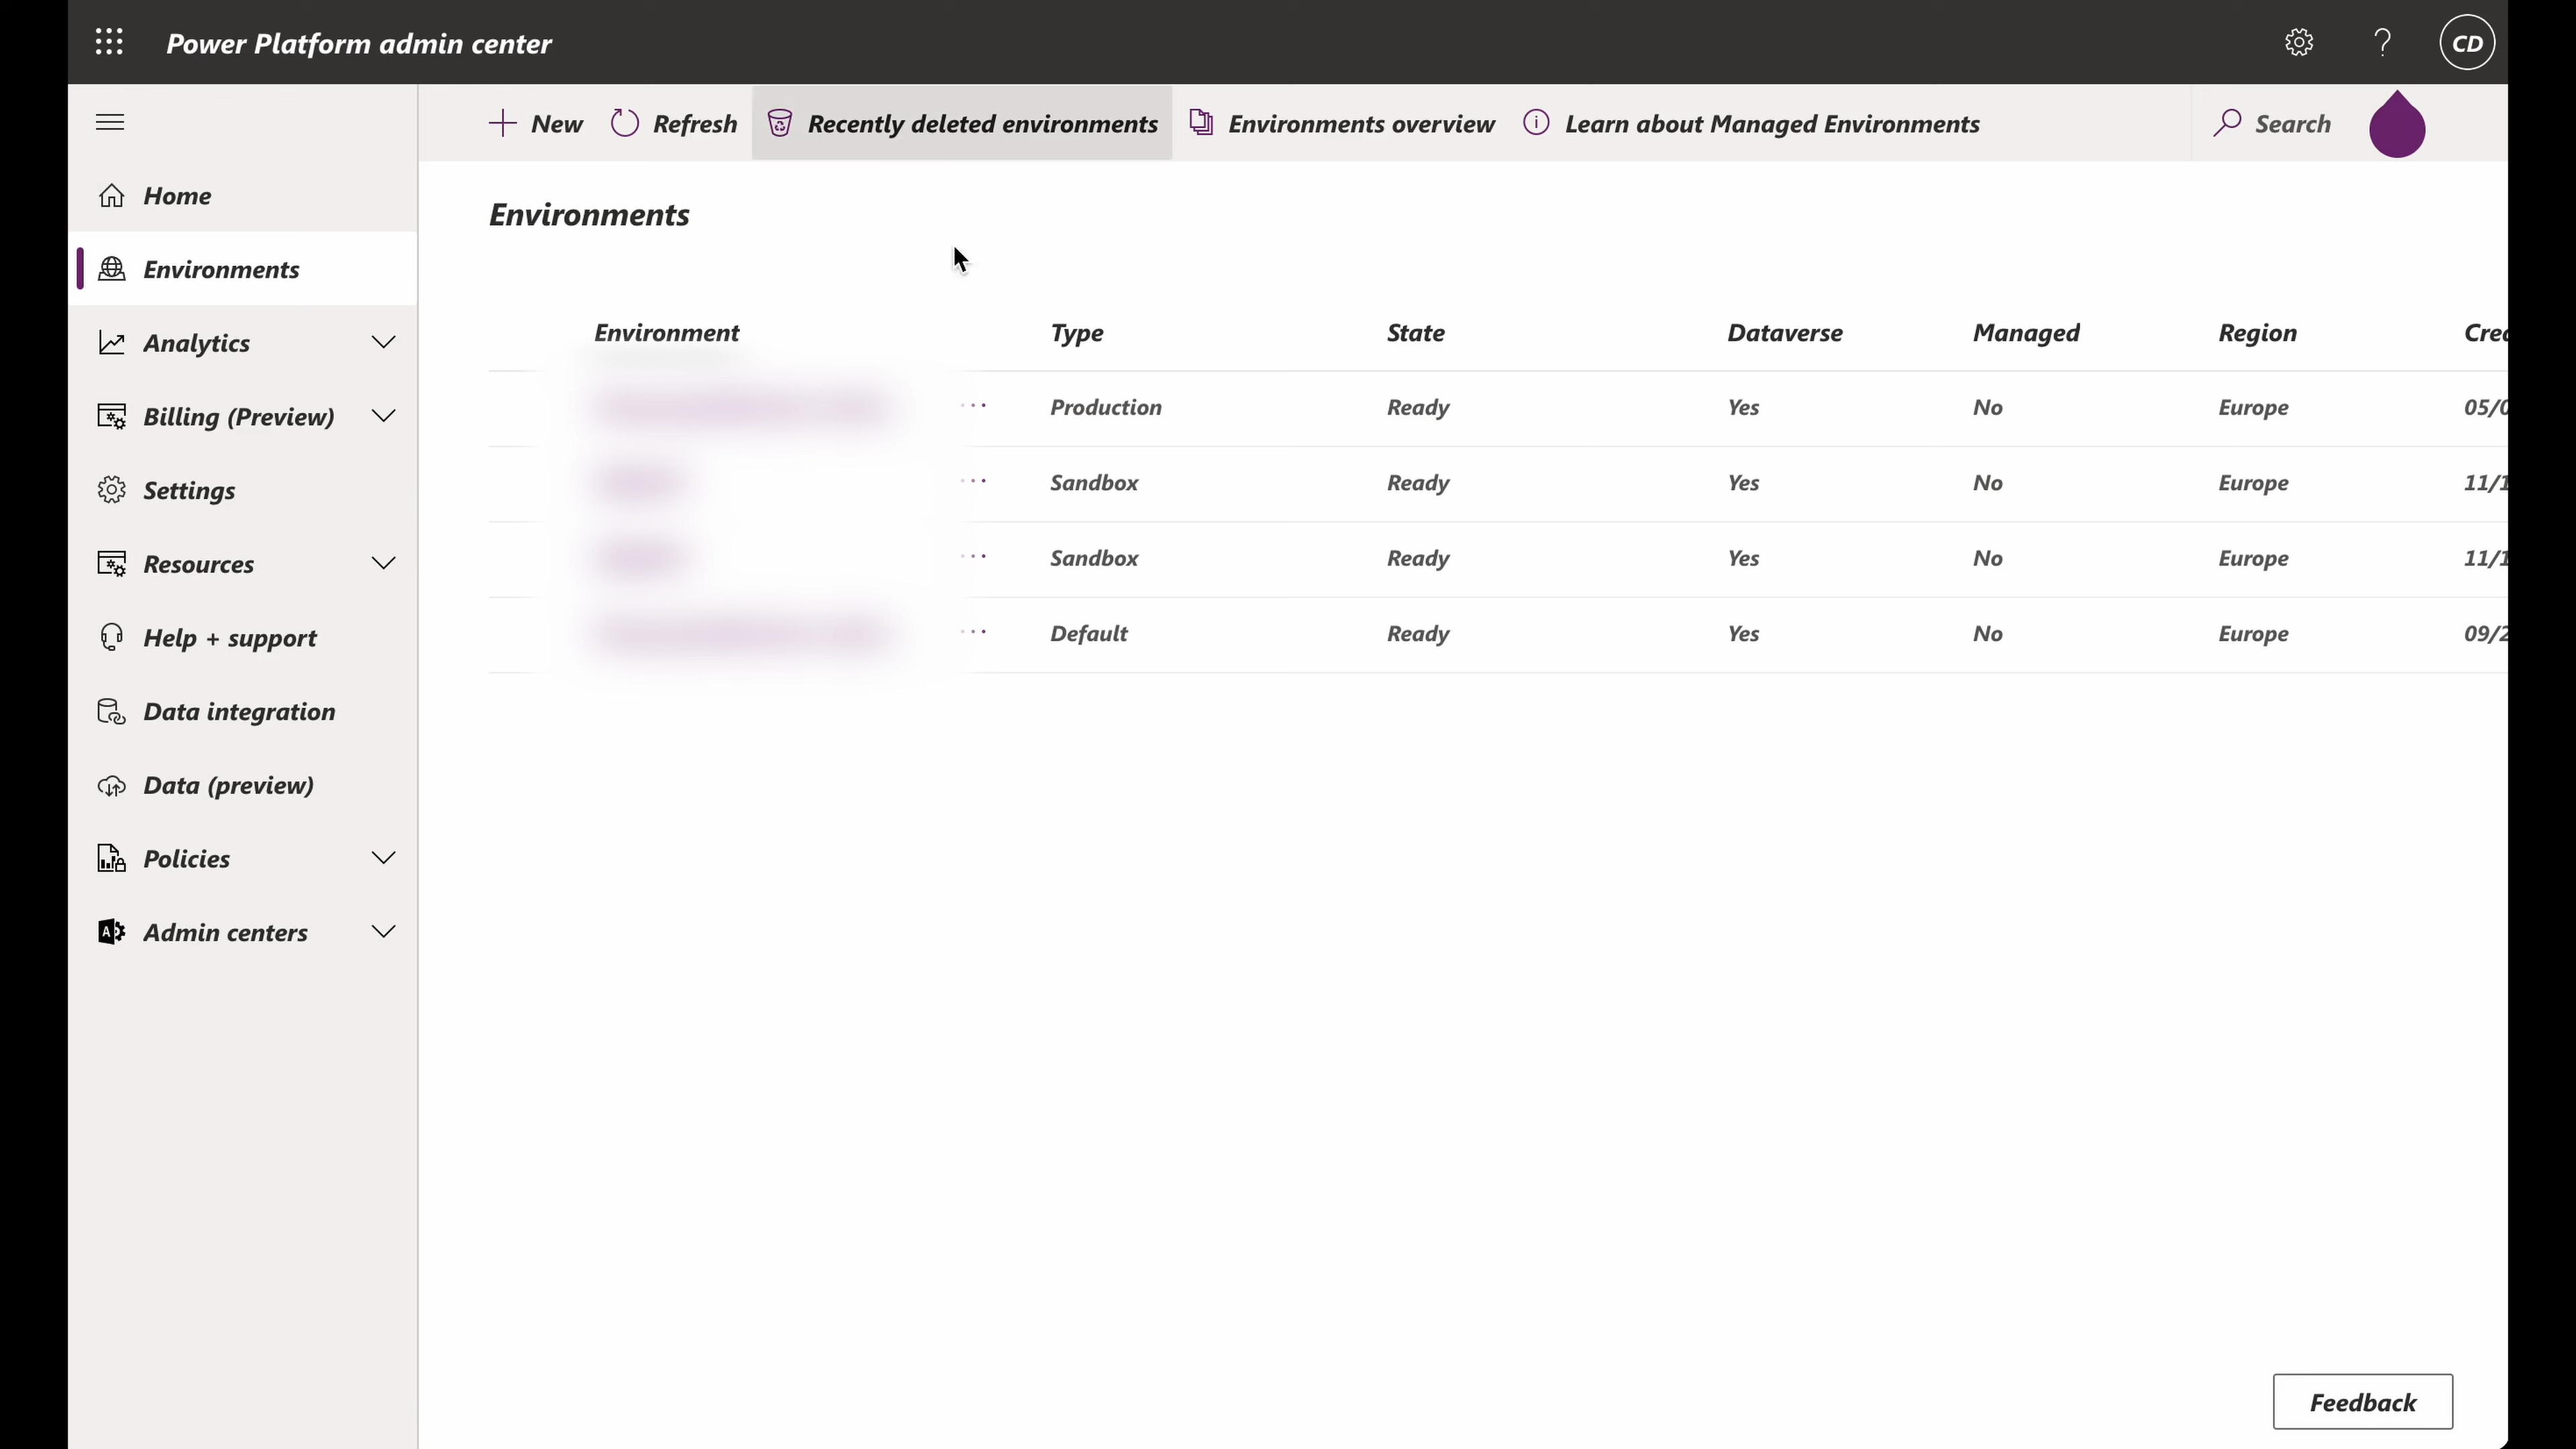 Power Platform admin center
CD
New
Refresh
Recently deleted environments
Environments overview
Learn about Managed Environments
Search
Home
Environments
Analytics
Billing (Preview)
Settings
Resources
Help + support
Data integration
Data (preview)
Policies
Admin centers
Environments
Environment Type State Dataverse Managed Region
Production Ready Yes No Europe
Sandbox Ready Yes No Europe
Sandbox Ready Yes No Europe
Default Ready Yes No Europe
Feedback